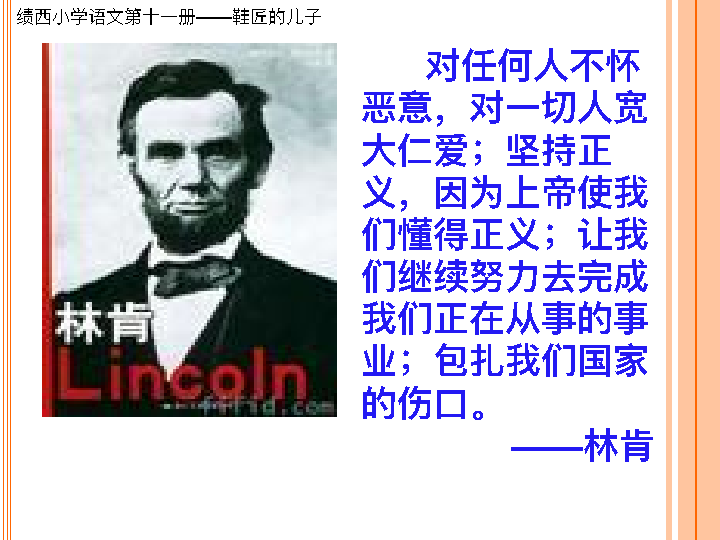 绩西小学语文第十一册——鞋匠的儿子
对任何人不怀
恶意，对一切人宽
大仁爱；坚持正
义，因为上帝使我
们懂得正义；让我
们继续努力去完成
我们正在从事的事
业；包扎我们国家
的伤口。
——林肯
林肯
Lincoln